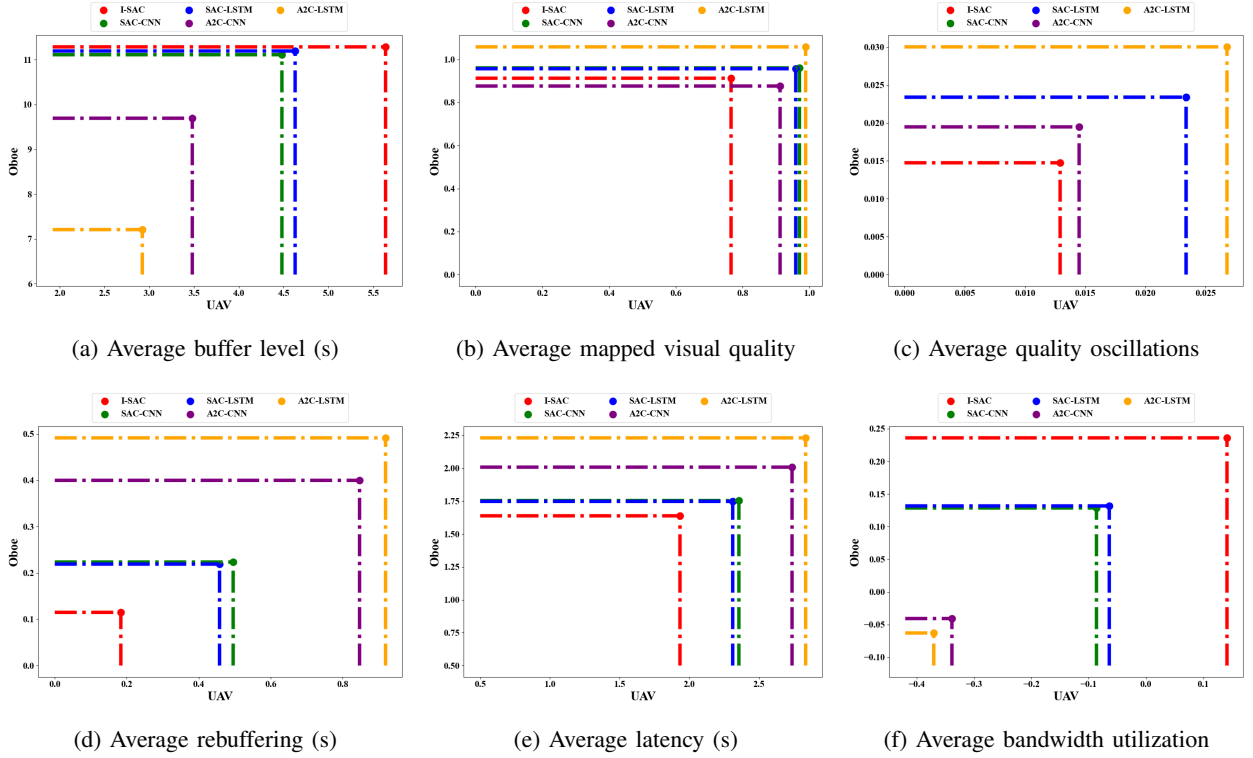 I-SAC SAC-LSTM A2C-LSTM
SAC-CNN A2C-CNN
11
10
9
8
7
6
Oboe
2.0 2.5 3.0 3.5 4.0 4.5 5.0 5.5
UAV
(a) Average buffer level (s)
I-SAC SAC-LSTM A2C-LSTM
SAC-CNN A2C-CNN
1.0
0.8
0.6
0.4
0.2
0.0
Oboe
0.0 0.2 0.4 0.6 0.8 1.0
UAV
(b) Average mapped visual quality
I-SAC SAC-LSTM A2C-LSTM
SAC-CNN A2C-CNN
0.030
0.025
0.020
0.015
0.010
0.005
0.000
Oboe
0.000 0.005 0.010 0.015 0.020 0.025
UAV
(c) Average quality oscillations
I-SAC SAC-LSTM A2C-LSTM
SAC-CNN A2C-CNN
0.5
0.4
0.3
0.2
0.1
0.0
Oboe
0.0 0.2 0.4 0.6 0.8
UAV
(d) Average rebuffering (s)
I-SAC SAC-LSTM A2C-LSTM
SAC-CNN A2C-CNN
2.25
2.00
1.75
1.50
1.25
1.00
0.75
0.50
Oboe
0.5 1.0 1.5 2.0 2.5
UAV
(e) Average latency (s)
I-SAC SAC-LSTM A2C-LSTM
SAC-CNN A2C-CNN
0.25
0.20
0.15
0.10
0.05
0.00
−0.05
−0.10
Oboe
−0.4 −0.3 −0.2 −0.1 0.0 0.1
UAV
(f) Average bandwidth utilization